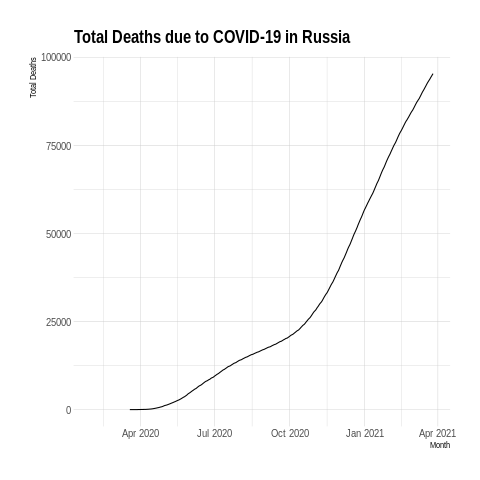 Total Deaths due to COVID-19 in Russia
Total Deaths
100000
75000
50000
25000
0
Apr 2020 Jul 2020 Oct 2020 Jan 2021 Apr 2021
Month